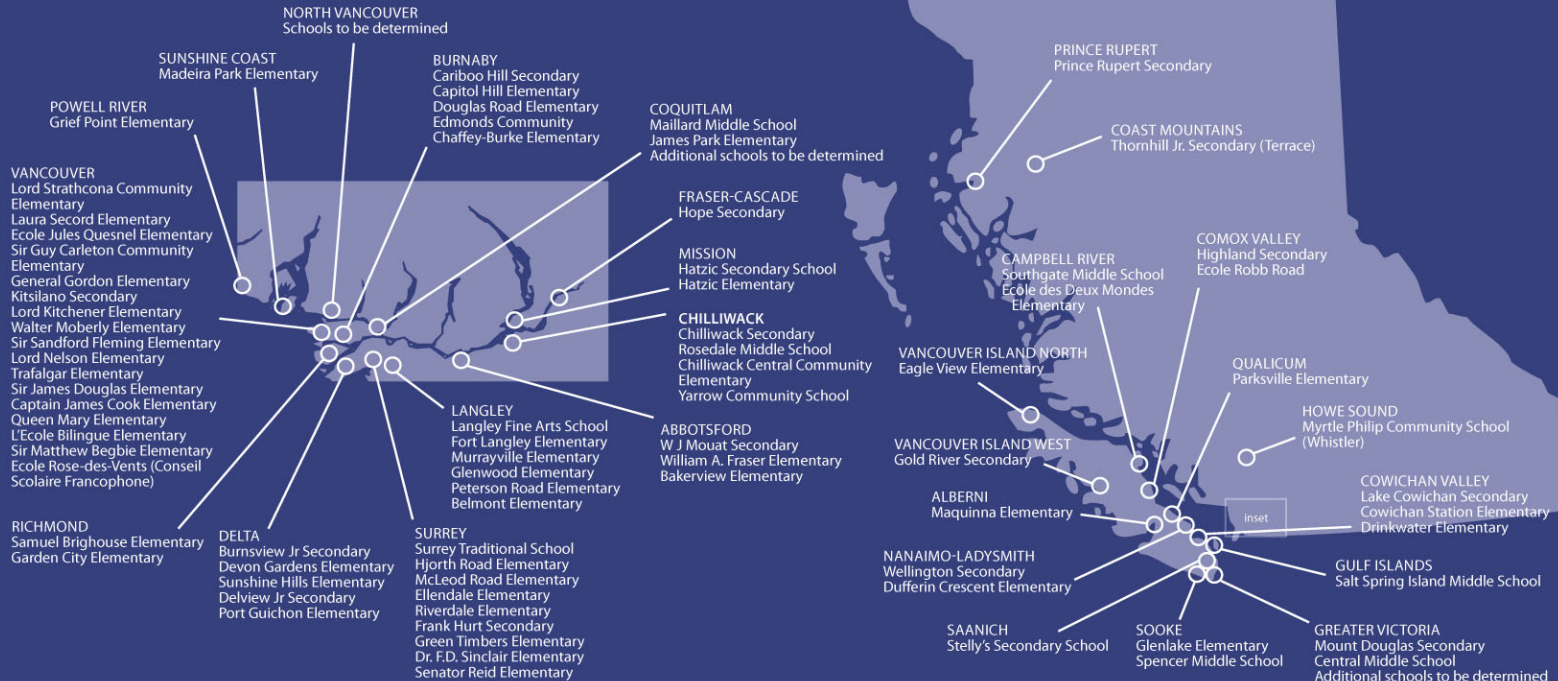 NORTH VANCOUVER
Schools to be determined
SUNSHINE COAST
Madeira Park Elementary
POWELL RIVER
Grief Point Elementary
BURNABY
Cariboo Hill Secondary
Capitol Hill Elementary
Douglas Road Elementary
Edmonds Community
Chaffey-Burke Elementary
COQUITLAM
Maillard Middle School
James Park Elementary
Additional schools to be determined
VANCOUVER
Lord Strathcona Community
Elementary
Laura Secord Elementary
Ecole Jules Quesnel Elementary
Sir Guy Carleton Community
Elementary
General Gordon Elementary
Kitsilano Secondary
Lord Kitchener Elementary
Walter Moberly Elementary
Sir Sandford Fleming Elementary
Lord Nelson Elementary
Trafalgar Elementary
Sir James Douglas Elementary
Captain James Cook Elementary
Queen Mary Elementary
L'Ecole Bilingue Elementary
Sir Matthew Begbie Elementary
Ecole Rose-des-Vents (Conseil
Scolaire Francophone)
FRASER-CASCADE
Hope Secondary
MISSION
Hatzic Secondary School
Hatzic Elementary
CHILLIWACK
Chilliwack Secondary
Rosedale Middle School
Chilliwack Central Community
Elementary
Yarrow Community School
RICHMOND
Samuel Brighouse Elementary
Garden City Elementary
DELTA
Burnsview Jr Secondary
Devon Gardens Elementary
Sunshine Hills Elementary
Delview Jr Secondary
Port Guichon Elementary
SURREY
Surrey Traditional School
Hjorth Road Elementary
McLeod Road Elementary
Ellendale Elementary
Riverdale Elementary
Frank Hurt Secondary
Green Timbers Elementary
Dr. F.D. Sinclair Elementary
Senator Reid Elementary
LANGLEY
Langley Fine Arts School
Fort Langley Elementary
Murrayville Elementary
Glenwood Elementary
Peterson Road Elementary
Belmont Elementary
ABBOTSFORD
W J Mouat Secondary
William A. Fraser Elementary
Bakerview Elementary
PRINCE RUPERT
Prince Rupert Secondary
COAST MOUNTAINS
Thornhill Jr. Secondary (Terrace)
COMOX VALLEY
Highland Secondary
Ecole Robb Road
CAMPBELL RIVER
Southgate Middle School
Ecole des Deux Mondes
Elementary
VANCOUVER ISLAND NORTH
Eagle View Elementary
QUALICUM
Parksville Elementary
HOWE SOUND
Myrtle Philip Community School
(Whistler)
VANCOUVER ISLAND WEST
Gold River Secondary
ALBERNI
Maquinna Elementary
inset
COWICHAN VALLEY
Lake Cowichan Secondary
Cowichan Station Elementary
Drinkwater Elementary
NANAIMO-LADYSMITH
Wellington Secondary
Dufferin Crescent Elementary
GULF ISLANDS
Salt Spring Island Middle School
SAANICH
Stelly's Secondary School
SOOKE
Glenlake Elementary
Spencer Middle School
GREATER VICTORIA
Mount Douglas Secondary
Central Middle School
Additional schools to be determined